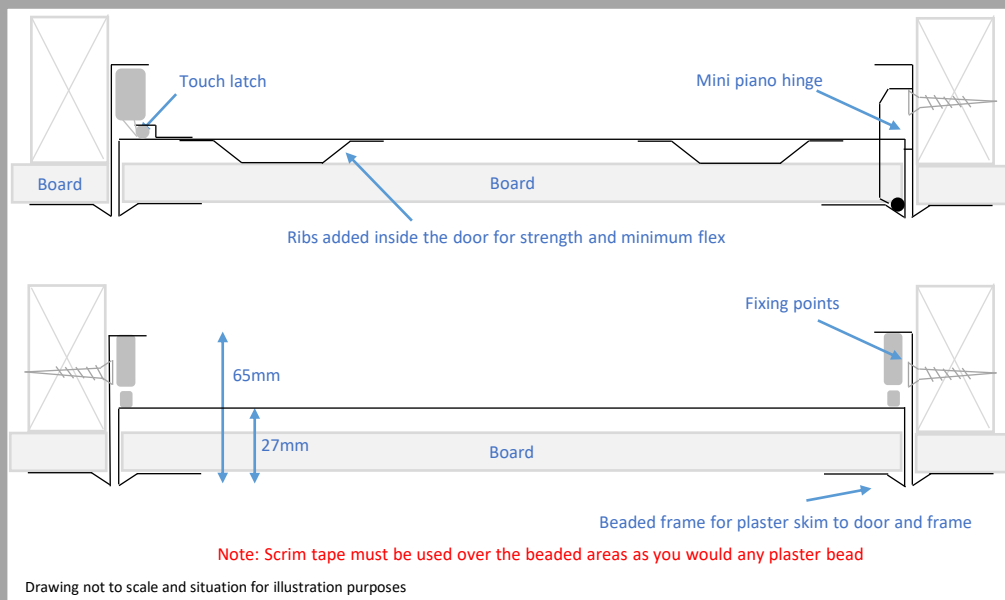 Touch latch
Mini piano hinge
Board
Board
Ribs added inside the door for strength and minimum flex
Fixing points
65mm
27mm
Board
Beaded frame for plaster skim to door and frame
Note: Scrim tape must be used over the beaded areas as you would any plaster bead
Drawing not to scale and situation for illustration purposes